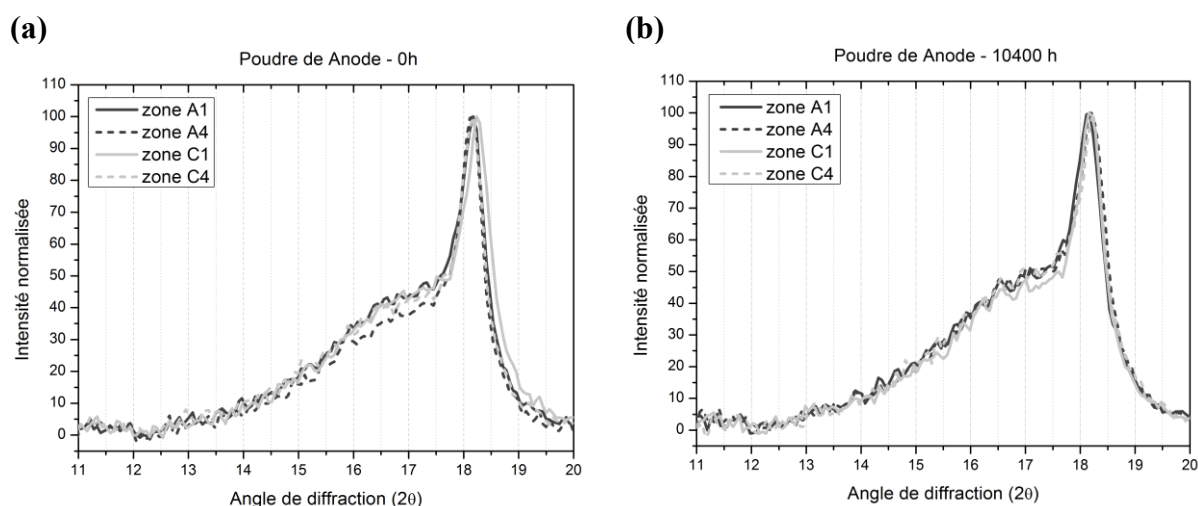 (a)
Poudre de Anode - 0h
110
100
90
80
70
60
50
40
30
20
10
0
Intensité normalisée
zone A1
zone A4
zone C1
zone C4
11 12 13 14 15 16 17 18 19 20
Angle de diffraction (2θ)
(b)
Poudre de Anode - 10400 h
110
100
90
80
70
60
50
40
30
20
10
0
Intensité normalisée
zone A1
zone A4
zone C1
zone C4
11 12 13 14 15 16 17 18 19 20
Angle de diffraction (2θ)